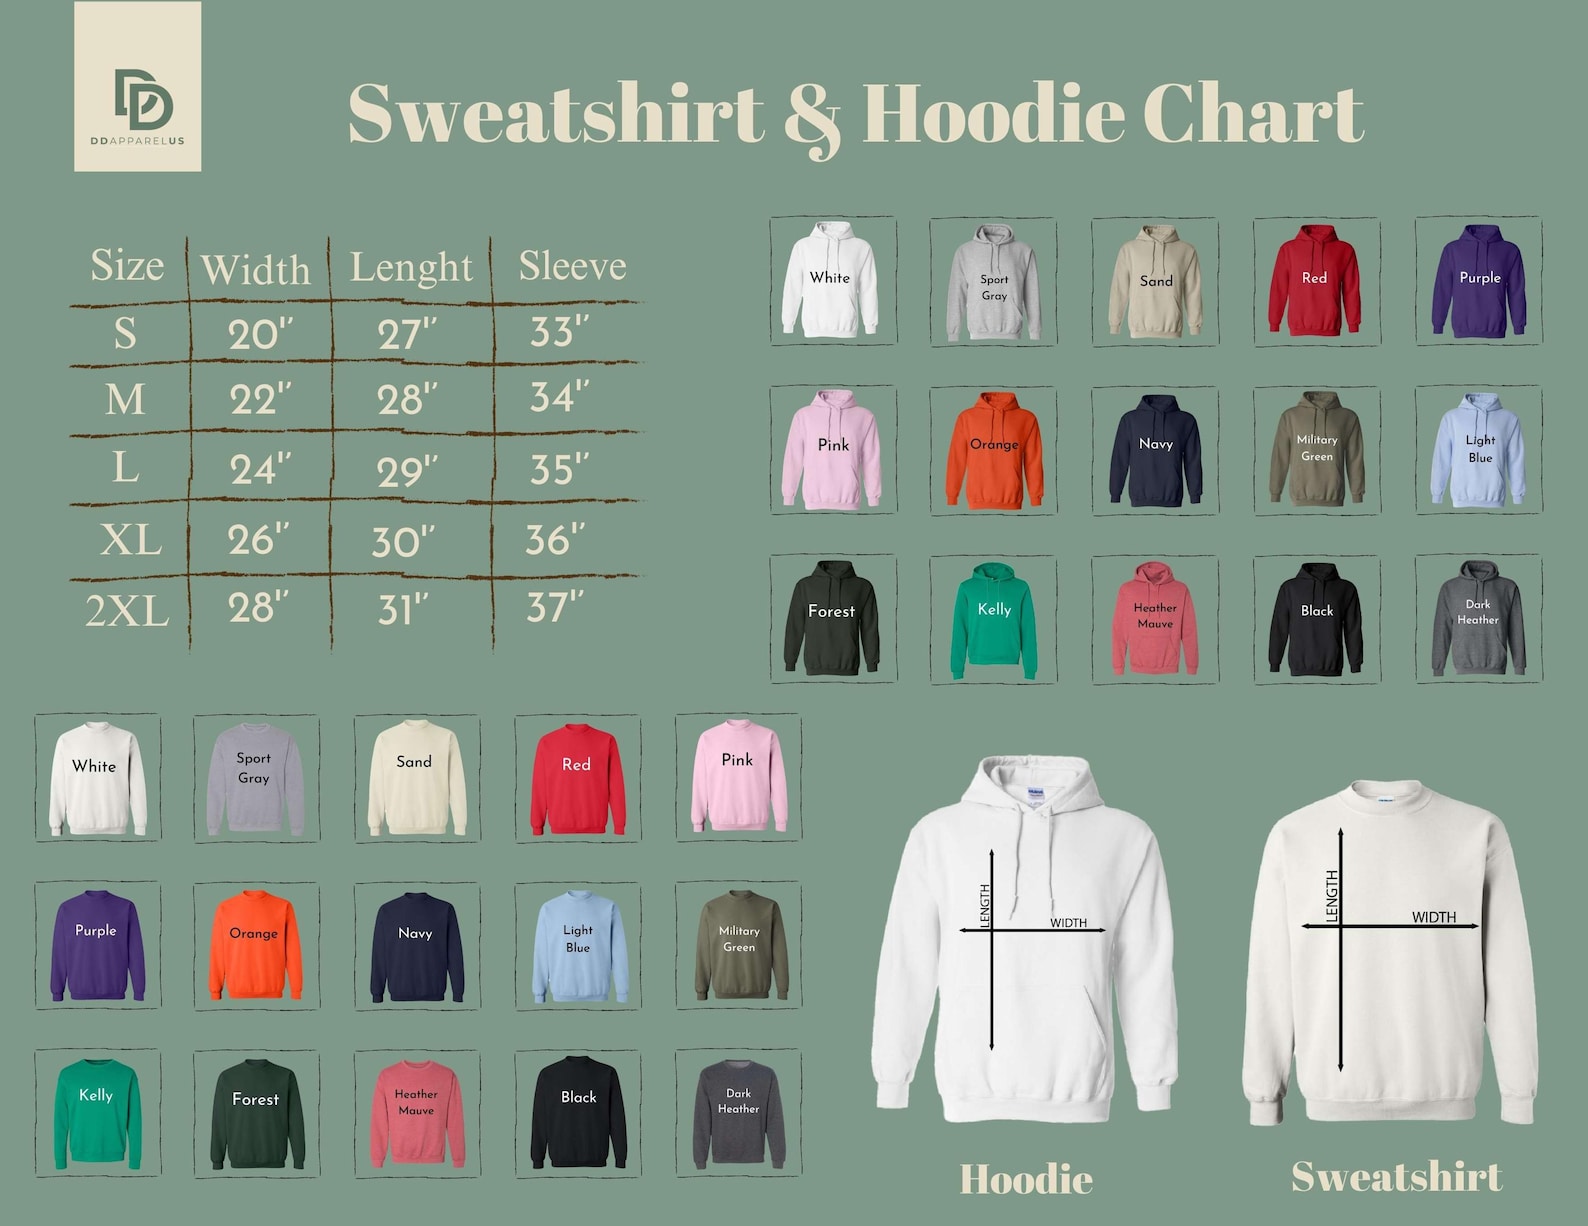 DD
DDAPPARELUS
Sweatshirt & Hoodie Chart
Size Width Lenght Sleeve
S 20'' 27'' 33''
M 22'' 28'' 34''
L 24'' 29'' 35''
XL 26'' 30'' 36''
2XL 28'' 31'' 37''
White
Sport
Gray
Sand
Red
Purple
Pink
Orange
Navy
Military
Green
Light
Blue
Forest
Kelly
Heather
Mauve
Black
Dark
Heather
White
Sport
Gray
Sand
Red
Pink
Purple
Orange
Navy
Light
Blue
Military
Green
Kelly
Forest
Heather
Mauve
Black
Dark
Heather
LENGTH
WIDTH
Hoodie
LENGTH
WIDTH
Sweatshirt